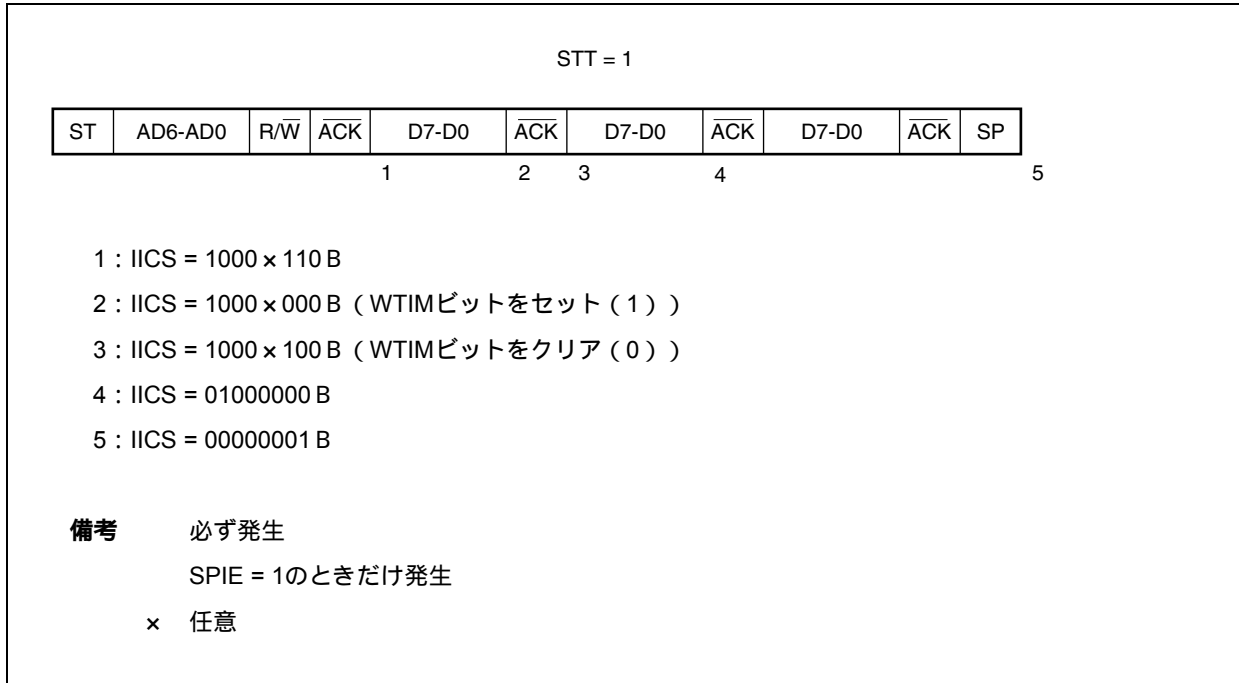 STT = 1
ST AD6-AD0 R/W̅ A̅C̅K̅ D7-D0 A̅C̅K̅ D7-D0 A̅C̅K̅ D7-D0 A̅C̅K̅ SP
1 2 3 4 5
1：IICS = 1000×110 B
2：IICS = 1000×000 B（WTIMビットをセット（1））
3：IICS = 1000×100 B（WTIMビットをクリア（0））
4：IICS = 01000000 B
5：IICS = 00000001 B
備考 必ず発生
SPIE = 1のときだけ発生
× 任意